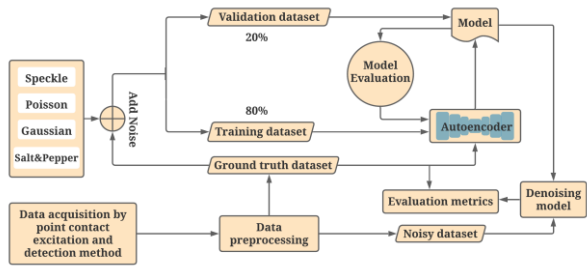 Validation dataset
20%
Model
Speckle
Poisson
Gaussian
Salt&Pepper
Add Noise
Model
Evaluation
80%
Training dataset
Autoencoder
Ground truth dataset
Evaluation metrics
Denoising
model
Data acquisition by
point contact
excitation and
detection method
Data
preprocessing
Noisy dataset